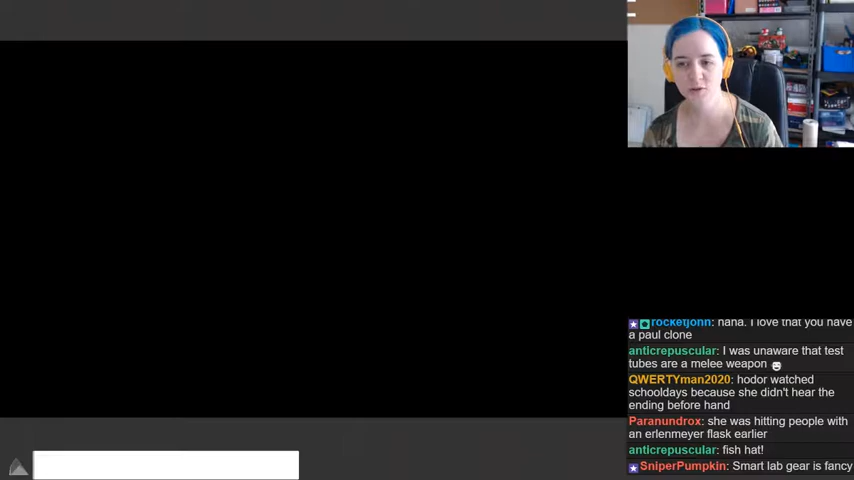 rocketjohn: haha. I love that you have
a paul clone
anticrepuscular: I was unaware that test
tubes are a melee weapon
QWERTYman2020: hodor watched
schooldays because she didn't hear the
ending before hand
Paranundrox: she was hitting people with
an erlenmeyer flask earlier
anticrepuscular: fish hat!
SniperPumpkin: Smart lab gear is fancy